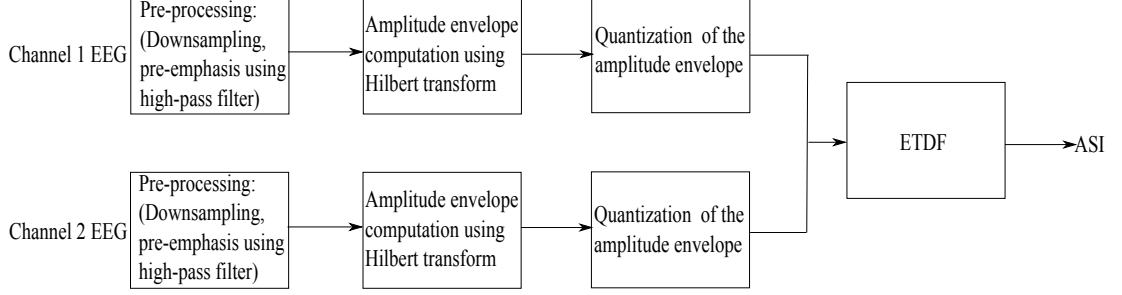 Channel 1 EEG
Pre-processing:
(Downsampling,
pre-emphasis using
high-pass filter)
Amplitude envelope
computation using
Hilbert transform
Quantization of the
amplitude envelope
ETDF
ASI
Channel 2 EEG
Pre-processing:
(Downsampling,
pre-emphasis using
high-pass filter)
Amplitude envelope
computation using
Hilbert transform
Quantization of the
amplitude envelope